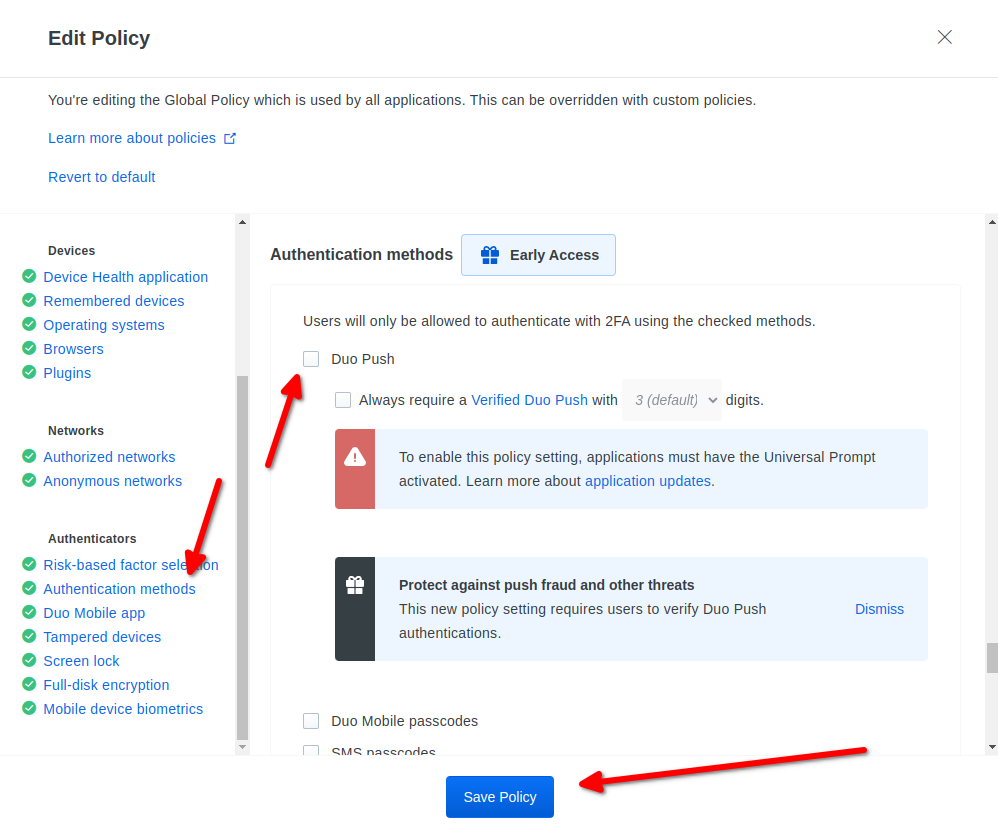 Edit Policy
You're editing the Global Policy which is used by all applications. This can be overridden with custom policies.
Learn more about policies
Revert to default
Devices
Device Health application
Remembered devices
Operating systems
Browsers
Plugins
Networks
Authorized networks
Anonymous networks
Authenticators
Risk-based factor selection
Authentication methods
Duo Mobile app
Tampered devices
Screen lock
Full-disk encryption
Mobile device biometrics
Authentication methods
Early Access
Users will only be allowed to authenticate with 2FA using the checked methods.
Duo Push
Always require a Verified Duo Push with 3 (default) digits.
To enable this policy setting, applications must have the Universal Prompt
activated. Learn more about application updates.
Protect against push fraud and other threats
This new policy setting requires users to verify Duo Push
authentications.
Dismiss
Duo Mobile passcodes
SMS passcodes
Save Policy